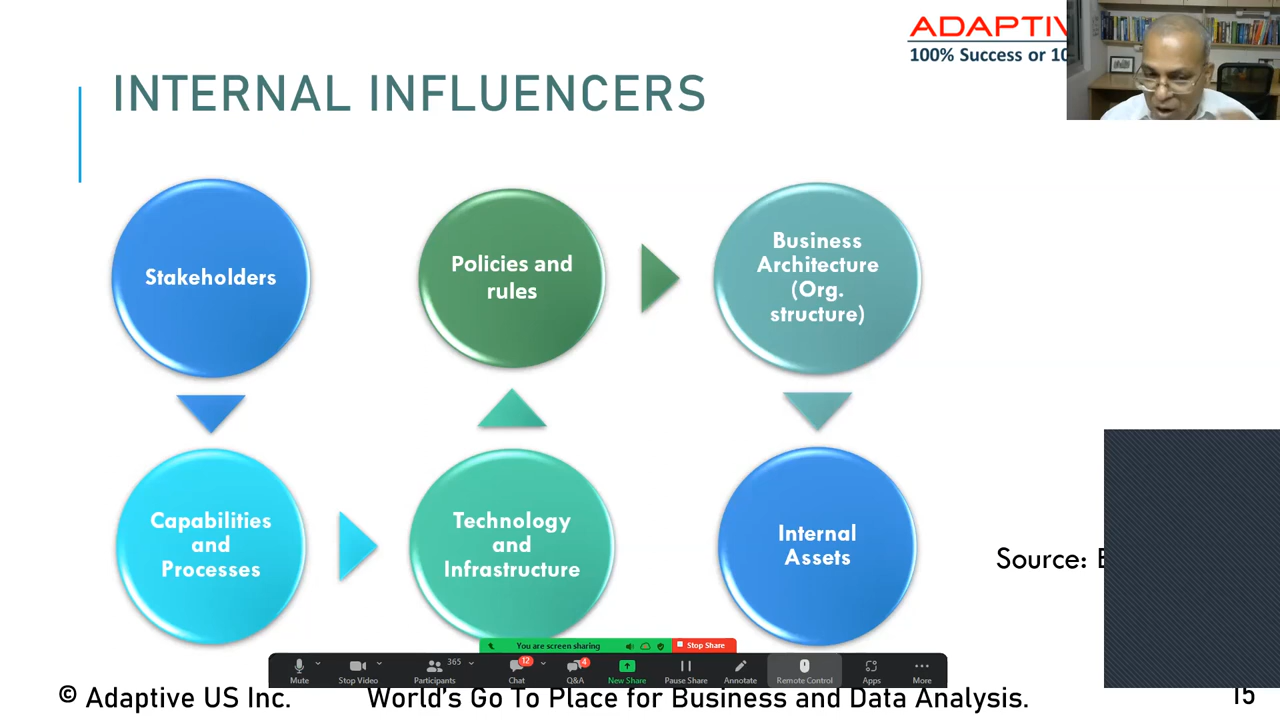 ADAPTIV
100% Success or 10
INTERNAL INFLUENCERS
Stakeholders
Policies and
rules
Business
Architecture
(Org.
structure)
Capabilities
and
Processes
Technology
and
Infrastructure
Internal
Assets
Source:
You are screen sharing
Stop Share
Mute
Stop Video
365
Participants
12
Chat
4
Q&A
New Share
Pause Share
Annotate
Remote Control
Apps
More
© Adaptive US Inc.
World's Go To Place for Business and Data Analysis.
15